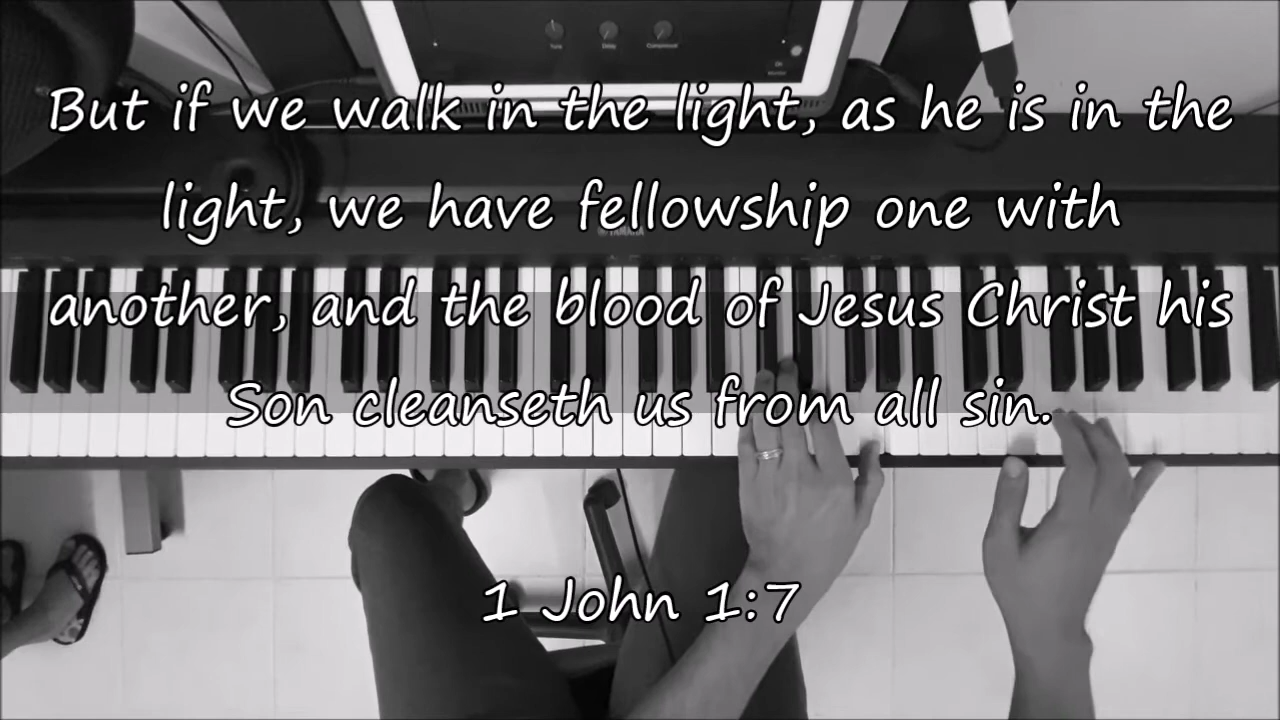 But if we walk in the light, as he is in the
light, we have fellowship one with
another, and the blood of Jesus Christ his
Son cleanseth us from all sin.
1 John 1:7